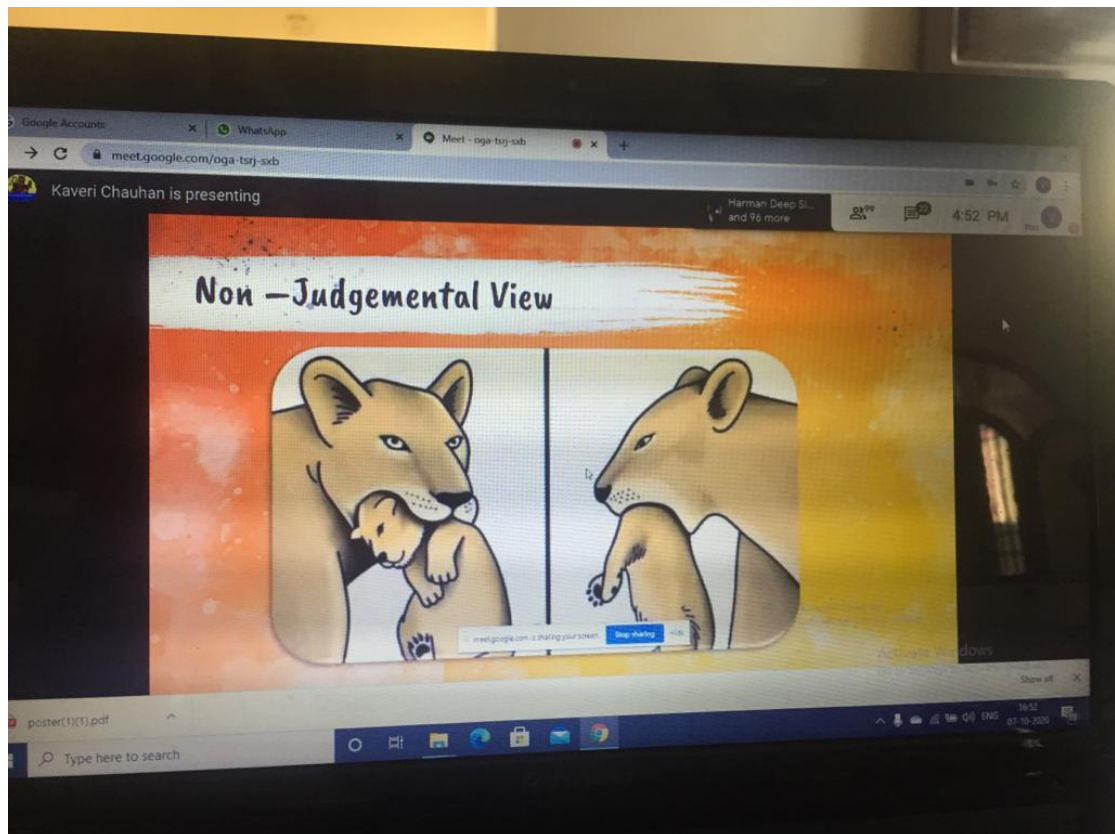 Google Accounts
WhatsApp
Meet - oga-tsrj-sxb
meet.google.com/oga-tsrj-sxb
Kaveri Chauhan is presenting
Harman Deep Si...
and 96 more
99
23
4:52 PM
You
Non –Judgemental View
meet.google.com is sharing your screen.
Stop sharing
Hide
Activate Windows
Show all
poster(1)(1).pdf
Type here to search
ENG
16:52
07-10-2020